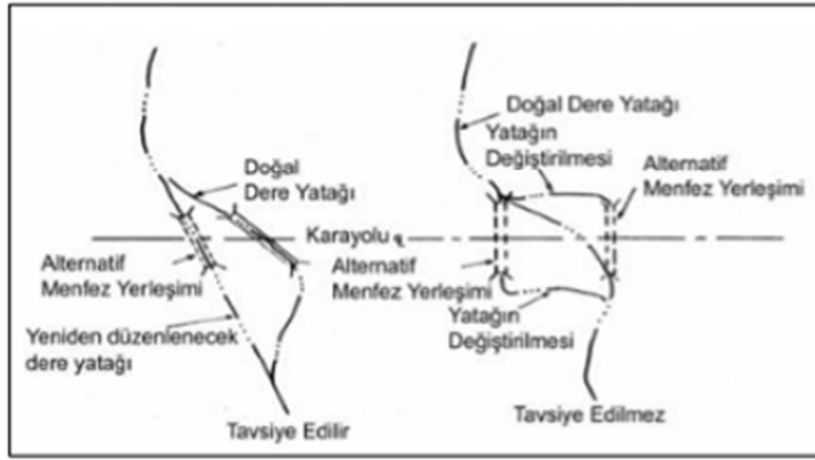 Doğal
Dere Yatağı
Alternatif
Menfez Yerleşimi
Yeniden düzenlenecek
dere yatağı
Tavsiye Edilir
Karayolu
Doğal Dere Yatağı
Yatağın
Değiştirilmesi
Alternatif
Menfez Yerleşimi
Alternatif
Menfez Yerleşimi
Yatağın
Değiştirilmesi
Tavsiye Edilmez